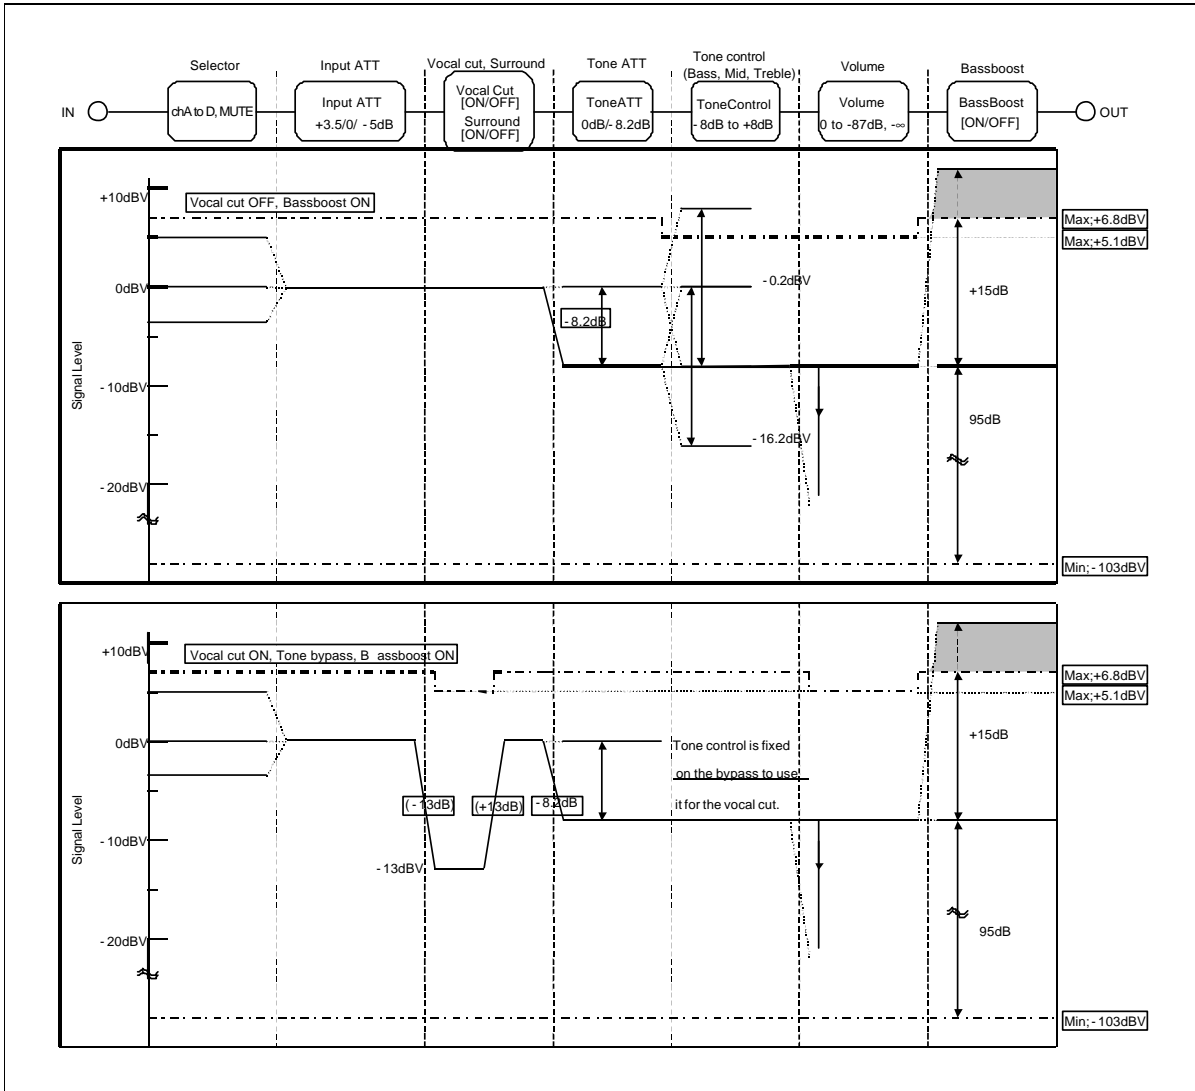 Selector
Input ATT
Vocal cut, Surround
Tone ATT
Tone control
(Bass, Mid, Treble)
Volume
Bassboost
IN
chA to D, MUTE
Input ATT
+3.5/0/ -5dB
Vocal Cut
[ON/OFF]
Surround
[ON/OFF]
ToneATT
0dB/-8.2dB
ToneControl
-8dB to +8dB
Volume
0 to -87dB, -∞
BassBoost
[ON/OFF]
OUT
Signal Level
+10dBV
0dBV
-10dBV
-20dBV
Vocal cut OFF, Bassboost ON
-8.2dB
-0.2dBV
-16.2dBV
+15dB
95dB
Max;+6.8dBV
Max;+5.1dBV
Min;-103dBV
Signal Level
+10dBV
0dBV
-10dBV
-20dBV
Vocal cut ON, Tone bypass, B assboost ON
(-13dB)
(+13dB)
-8.2dB
-13dBV
Tone control is fixed
on the bypass to use
it for the vocal cut.
+15dB
95dB
Max;+6.8dBV
Max;+5.1dBV
Min;-103dBV